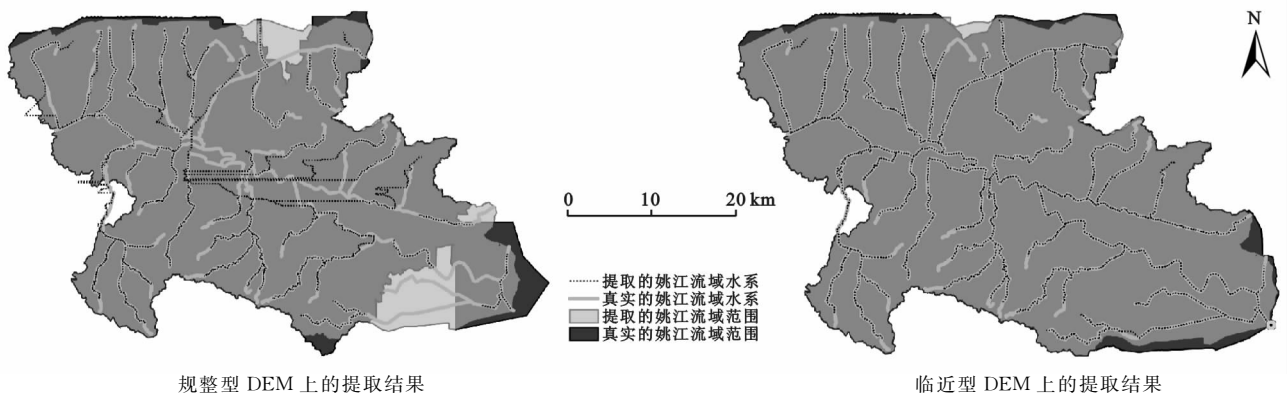 N
0 10 20 km
提取的姚江流域水系
真实的姚江流域水系
提取的姚江流域范围
真实的姚江流域范围
规整型 DEM 上的提取结果
临近型 DEM 上的提取结果